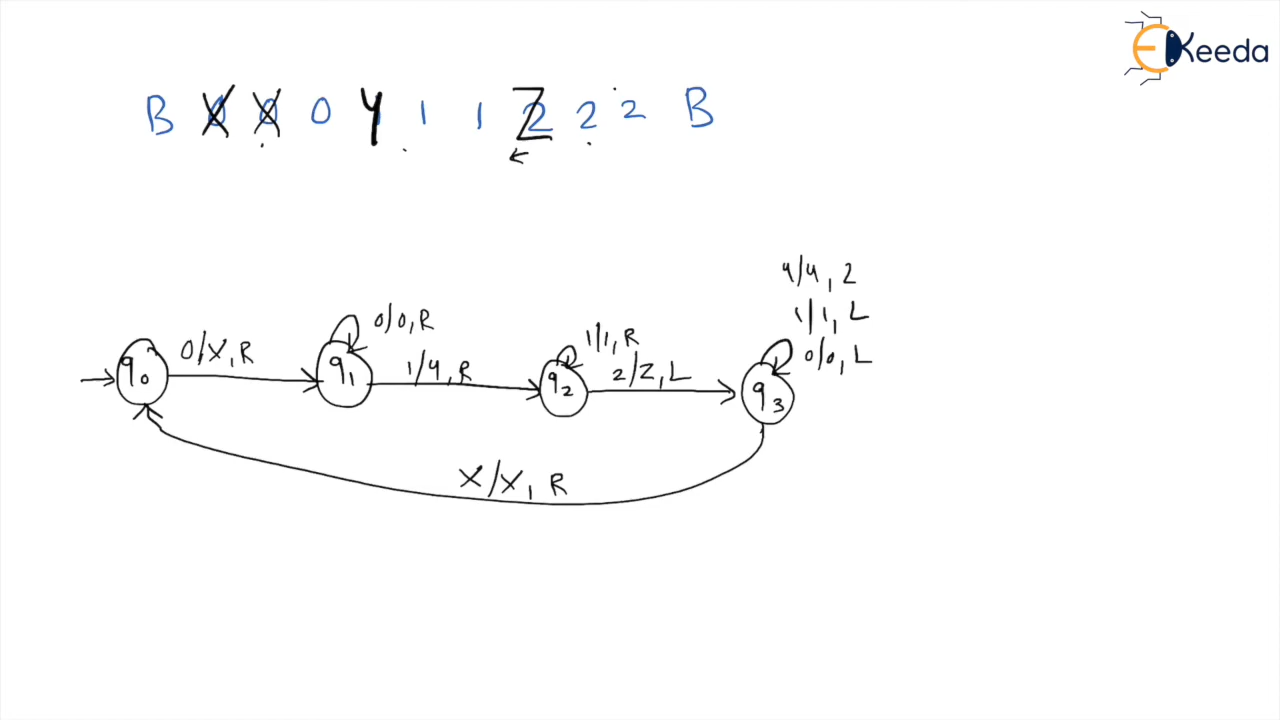 EKeeda
B X X 0 y 1 1 Z 2 2 B
y/y, 2
1/1, L
0/0, R
0/0, L
1/1, R
0/X, R
1/y, R
2/Z, L
q0
q1
q2
q3
X/X, R